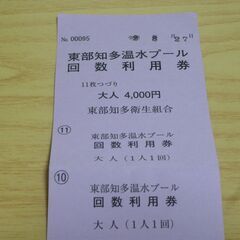 No. 00095
8月27
東部知多温水プール
回数利用券
11枚つづり
大人 4,000円
東部知多衛生組合
⑪
東部知多温水プール
回数利用券
大人（1人1回）
⑩
東部知多温水プール
回数利用券
大人（1人1回）